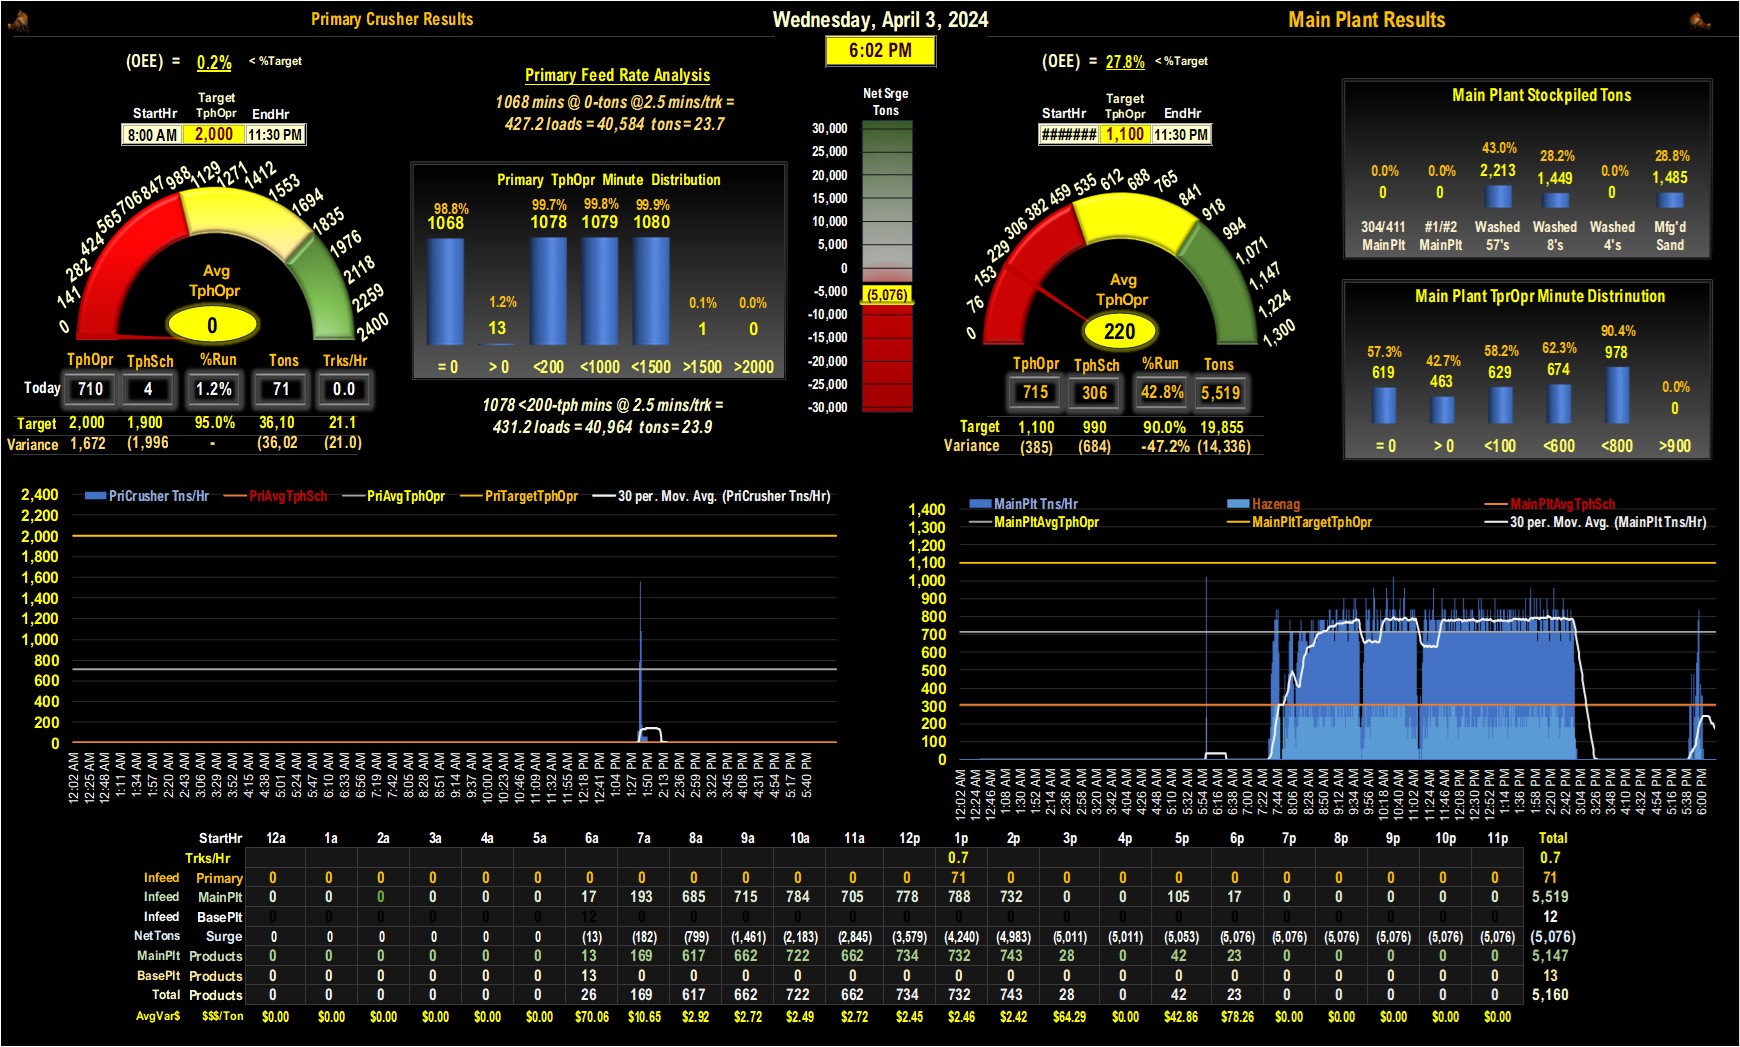 Primary Crusher Results
Wednesday, April 3, 2024
Main Plant Results
6:02 PM
(OEE) = 0.2% < %Target
Target
StartHr TphOpr EndHr
8:00 AM 2,000 11:30 PM
0 141 282 424 565 706 847 988 1129 1271 1412 1553 1694 1835 1976 2118 2259 2400
Avg
TphOpr
0
TphOpr TphSch %Run Tons Trks/Hr
Today 710 4 1.2% 71 0.0
Target 2,000 1,900 95.0% 36,10 21.1
Variance 1,672 (1,996 - (36,02 (21.0)
Primary Feed Rate Analysis
1068 mins @ 0-tons @2.5 mins/trk =
427.2 loads = 40,584 tons = 23.7
Primary TphOpr Minute Distribution
98.8% 1.2% 99.7% 99.8% 99.9% 0.1% 0.0%
1068 13 1078 1079 1080 1 0
= 0 > 0 <200 <1000 <1500 >1500 >2000
1078 <200-tph mins @ 2.5 mins/trk =
431.2 loads = 40,964 tons = 23.9
Net Srge
Tons
30,000
25,000
20,000
15,000
10,000
5,000
0
-5,000
(5,076)
-10,000
-15,000
-20,000
-25,000
-30,000
(OEE) = 27.8% < %Target
Target
StartHr TphOpr EndHr
####### 1,100 11:30 PM
0 76 153 229 306 382 459 535 612 688 765 841 918 994 1,071 1,147 1,224 1,300
Avg
TphOpr
220
TphOpr TphSch %Run Tons
715 306 42.8% 5,519
Target 1,100 990 90.0% 19,855
Variance (385) (684) -47.2% (14,336)
Main Plant Stockpiled Tons
0.0% 0.0% 43.0% 28.2% 0.0% 28.8%
0 0 2,213 1,449 0 1,485
304/411 #1/#2 Washed Washed Washed Mfg'd
MainPlt MainPlt 57's 8's 4's Sand
Main Plant TprOpr Minute Distrinution
57.3% 42.7% 58.2% 62.3% 90.4% 0.0%
619 463 629 674 978 0
= 0 > 0 <100 <600 <800 >900
PriCrusher Tns/Hr PriAvgTphSch PriAvgTphOpr PriTargetTphOpr 30 per. Mov. Avg. (PriCrusher Tns/Hr)
2,400
2,200
2,000
1,800
1,600
1,400
1,200
1,000
800
600
400
200
0
12:02 AM 12:25 AM 12:48 AM 1:11 AM 1:34 AM 1:57 AM 2:20 AM 2:43 AM 3:06 AM 3:29 AM 3:52 AM 4:15 AM 4:38 AM 5:01 AM 5:24 AM 5:47 AM 6:10 AM 6:33 AM 6:56 AM 7:19 AM 7:42 AM 8:05 AM 8:28 AM 8:51 AM 9:14 AM 9:37 AM 10:00 AM 10:23 AM 10:46 AM 11:09 AM 11:32 AM 11:55 AM 12:18 PM 12:41 PM 1:04 PM 1:27 PM 1:50 PM 2:13 PM 2:36 PM 2:59 PM 3:22 PM 3:45 PM 4:08 PM 4:31 PM 4:54 PM 5:17 PM 5:40 PM
MainPlt Tns/Hr Hazenag MainPltAvgTphSch
MainPltAvgTphOpr MainPltTargetTphOpr 30 per. Mov. Avg. (MainPlt Tns/Hr)
1,400
1,300
1,200
1,100
1,000
900
800
700
600
500
400
300
200
100
0
12:02 AM 12:24 AM 12:46 AM 1:08 AM 1:30 AM 1:52 AM 2:14 AM 2:36 AM 2:58 AM 3:20 AM 3:42 AM 4:04 AM 4:26 AM 4:48 AM 5:10 AM 5:32 AM 5:54 AM 6:16 AM 6:38 AM 7:00 AM 7:22 AM 7:44 AM 8:06 AM 8:28 AM 8:50 AM 9:12 AM 9:34 AM 9:56 AM 10:18 AM 10:40 AM 11:02 AM 11:24 AM 11:46 AM 12:08 PM 12:30 PM 12:52 PM 1:14 PM 1:36 PM 1:58 PM 2:20 PM 2:42 PM 3:04 PM 3:26 PM 3:48 PM 4:10 PM 4:32 PM 4:54 PM 5:16 PM 5:38 PM 6:00 PM
StartHr 12a 1a 2a 3a 4a 5a 6a 7a 8a 9a 10a 11a 12p 1p 2p 3p 4p 5p 6p 7p 8p 9p 10p 11p Total
Trks/Hr 0.7 0.7
Infeed Primary 0 0 0 0 0 0 0 0 0 0 0 0 0 71 0 0 0 0 0 0 0 0 0 0 71
Infeed MainPlt 0 0 0 0 0 0 17 193 685 715 784 705 778 788 732 0 0 105 17 0 0 0 0 0 5,519
Infeed BasePlt 0 0 0 0 0 0 12 0 0 0 0 0 0 0 0 0 0 0 0 0 0 0 0 0 12
NetTons Surge 0 0 0 0 0 0 (13) (182) (799) (1,461) (2,183) (2,845) (3,579) (4,240) (4,983) (5,011) (5,011) (5,053) (5,076) (5,076) (5,076) (5,076) (5,076) (5,076) (5,076)
MainPlt Products 0 0 0 0 0 0 13 169 617 662 722 662 734 732 743 28 0 42 23 0 0 0 0 0 5,147
BasePlt Products 0 0 0 0 0 0 13 0 0 0 0 0 0 0 0 0 0 0 0 0 0 0 0 0 13
Total Products 0 0 0 0 0 0 26 169 617 662 722 662 734 732 743 28 0 42 23 0 0 0 0 0 5,160
AvgVar$ $$$/Ton $0.00 $0.00 $0.00 $0.00 $0.00 $0.00 $70.06 $10.65 $2.92 $2.72 $2.49 $2.72 $2.45 $2.46 $2.42 $64.29 $0.00 $42.86 $78.26 $0.00 $0.00 $0.00 $0.00 $0.00